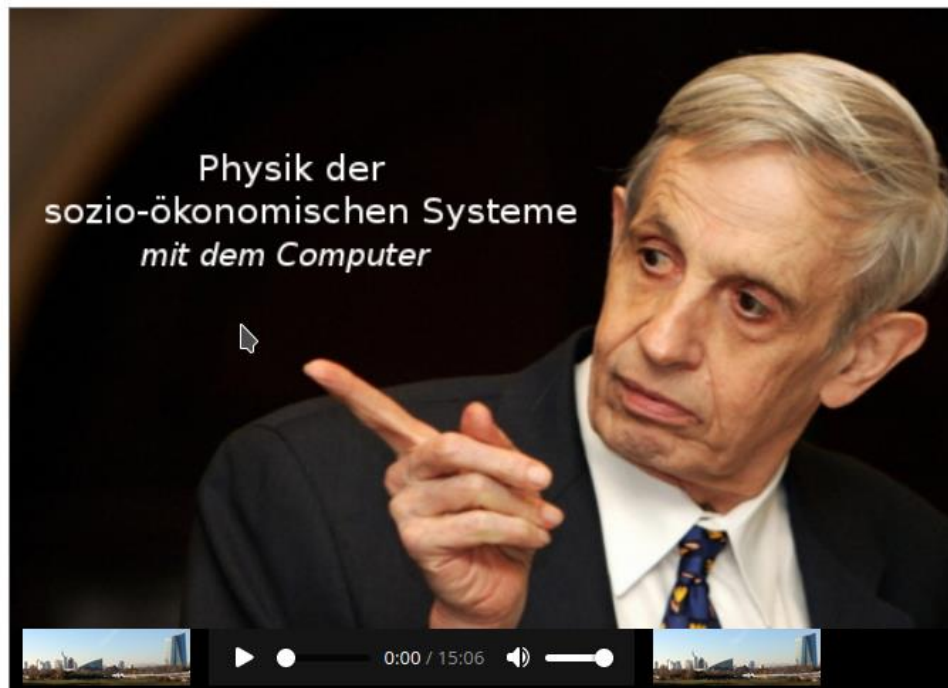 Physik der
sozio-ökonomischen Systeme
mit dem Computer
0:00 / 15:06